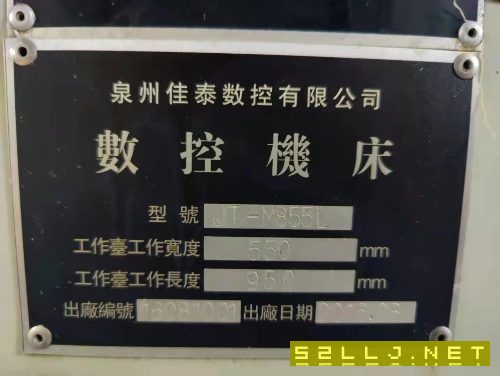 泉州佳泰数控有限公司
數控機床
型號 JT-M855L
工作臺工作寬度 550 mm
工作臺工作長度 950 mm
出廠編號 16081001 出廠日期 2016.08
52LLJ.NET